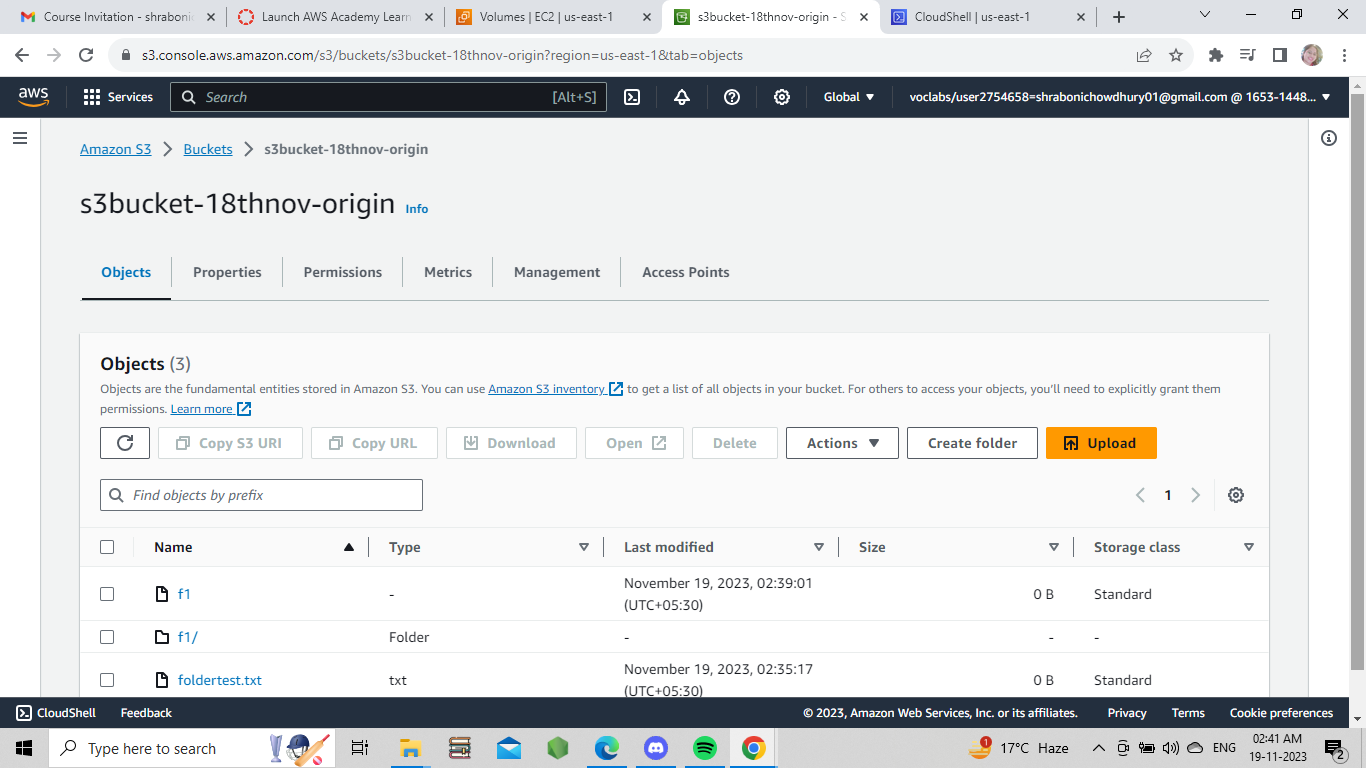 Course Invitation - shraboni
Launch AWS Academy Learn
Volumes | EC2 | us-east-1
s3bucket-18thnov-origin - S
CloudShell | us-east-1
s3.console.aws.amazon.com/s3/buckets/s3bucket-18thnov-origin?region=us-east-1&tab=objects
aws
Services
Search
[Alt+S]
Global
voclabs/user2754658=shrabonichowdhury01@gmail.com @ 1653-1448...
Amazon S3
Buckets
s3bucket-18thnov-origin
s3bucket-18thnov-origin Info
Objects
Properties
Permissions
Metrics
Management
Access Points
Objects (3)
Objects are the fundamental entities stored in Amazon S3. You can use Amazon S3 inventory to get a list of all objects in your bucket. For others to access your objects, you'll need to explicitly grant them
permissions. Learn more
Copy S3 URI
Copy URL
Download
Open
Delete
Actions
Create folder
Upload
Find objects by prefix
1
Name
Type
Last modified
Size
Storage class
f1
-
November 19, 2023, 02:39:01
(UTC+05:30)
0 B
Standard
f1/
Folder
-
-
-
foldertest.txt
txt
November 19, 2023, 02:35:17
(UTC+05:30)
0 B
Standard
CloudShell
Feedback
© 2023, Amazon Web Services, Inc. or its affiliates.
Privacy
Terms
Cookie preferences
Type here to search
1
17°C Haze
ENG
02:41 AM
19-11-2023
2